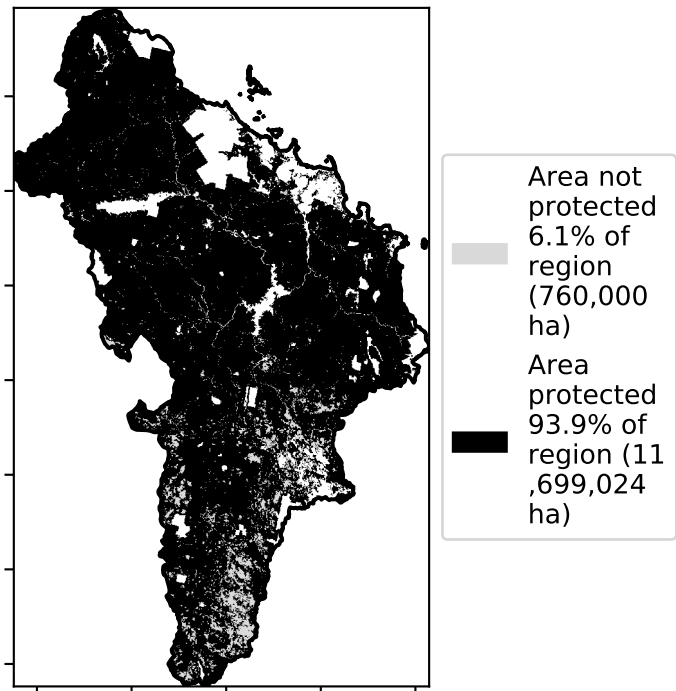 Area not
protected
6.1% of
region
(760,000
ha)
Area
protected
93.9% of
region (11
,699,024
ha)